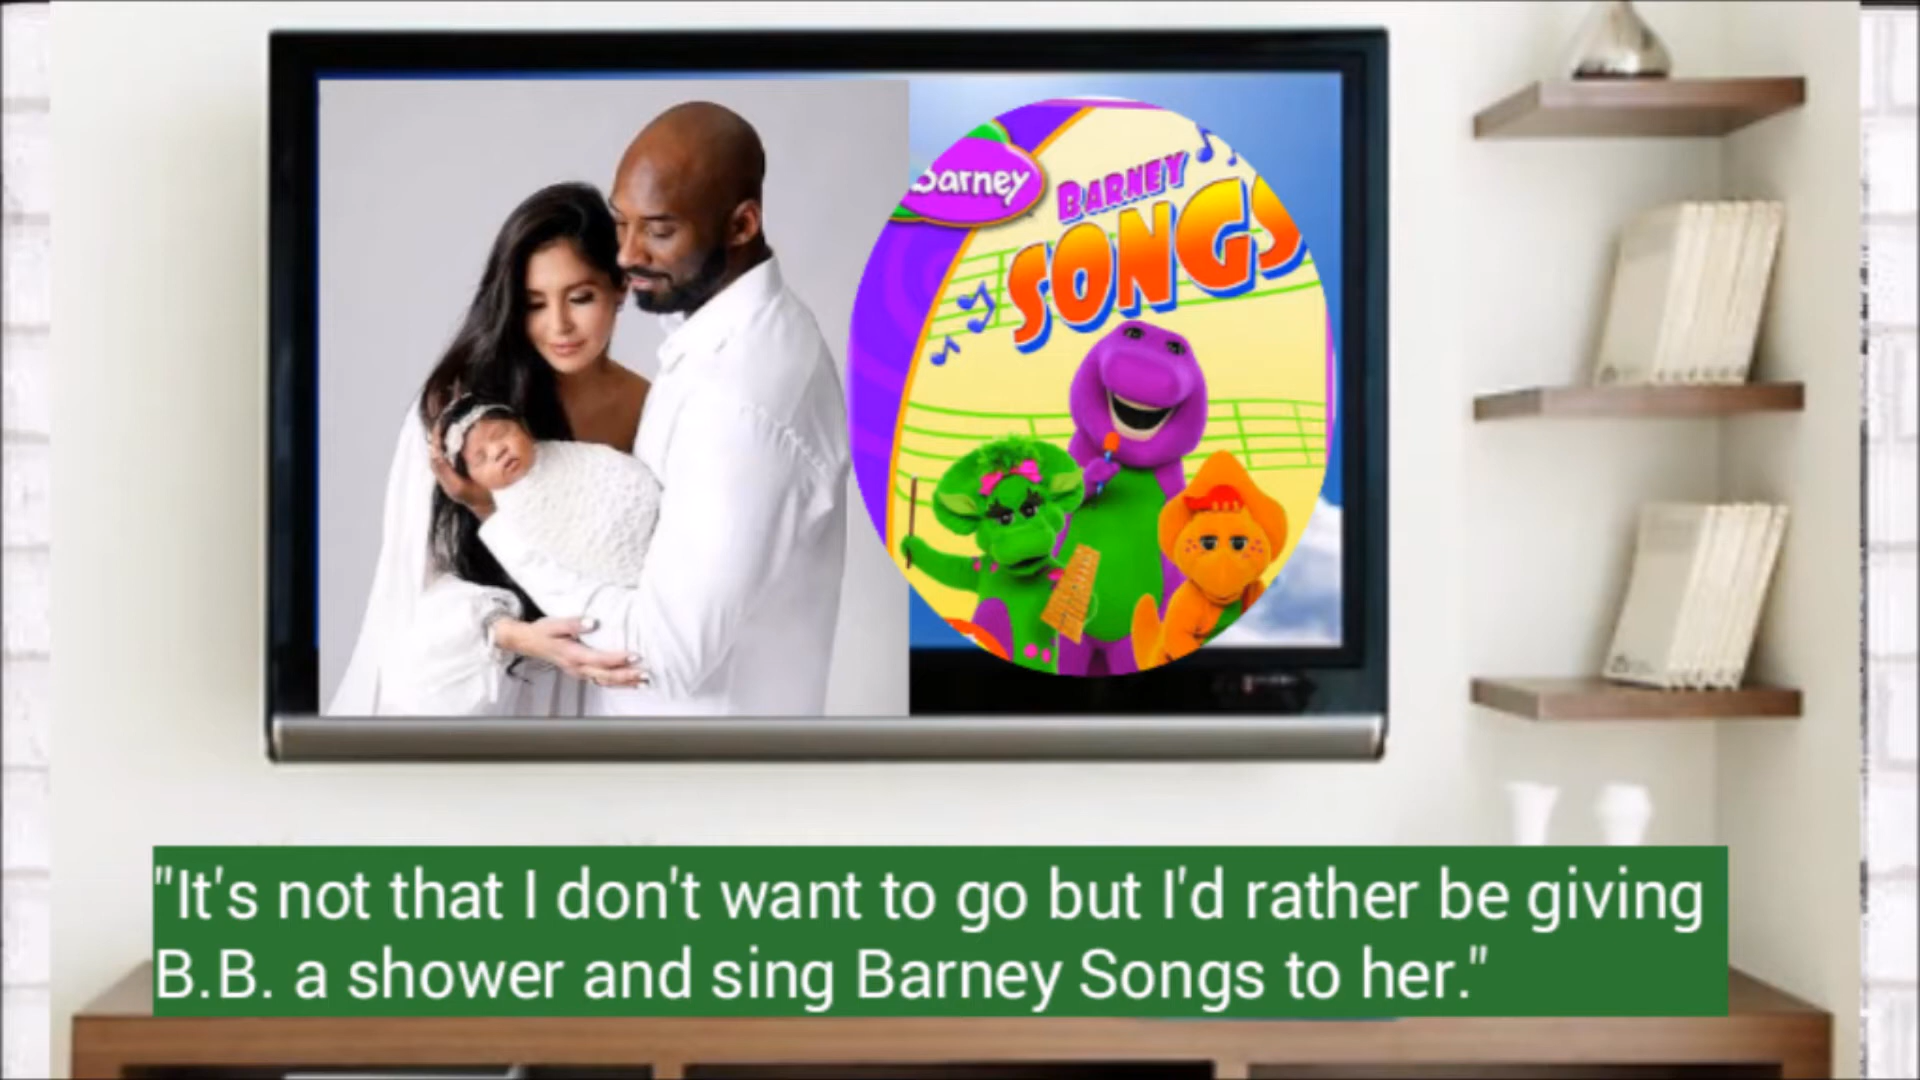 barney
BARNEY
SONGS
"It's not that I don't want to go but I'd rather be giving
B.B. a shower and sing Barney Songs to her."